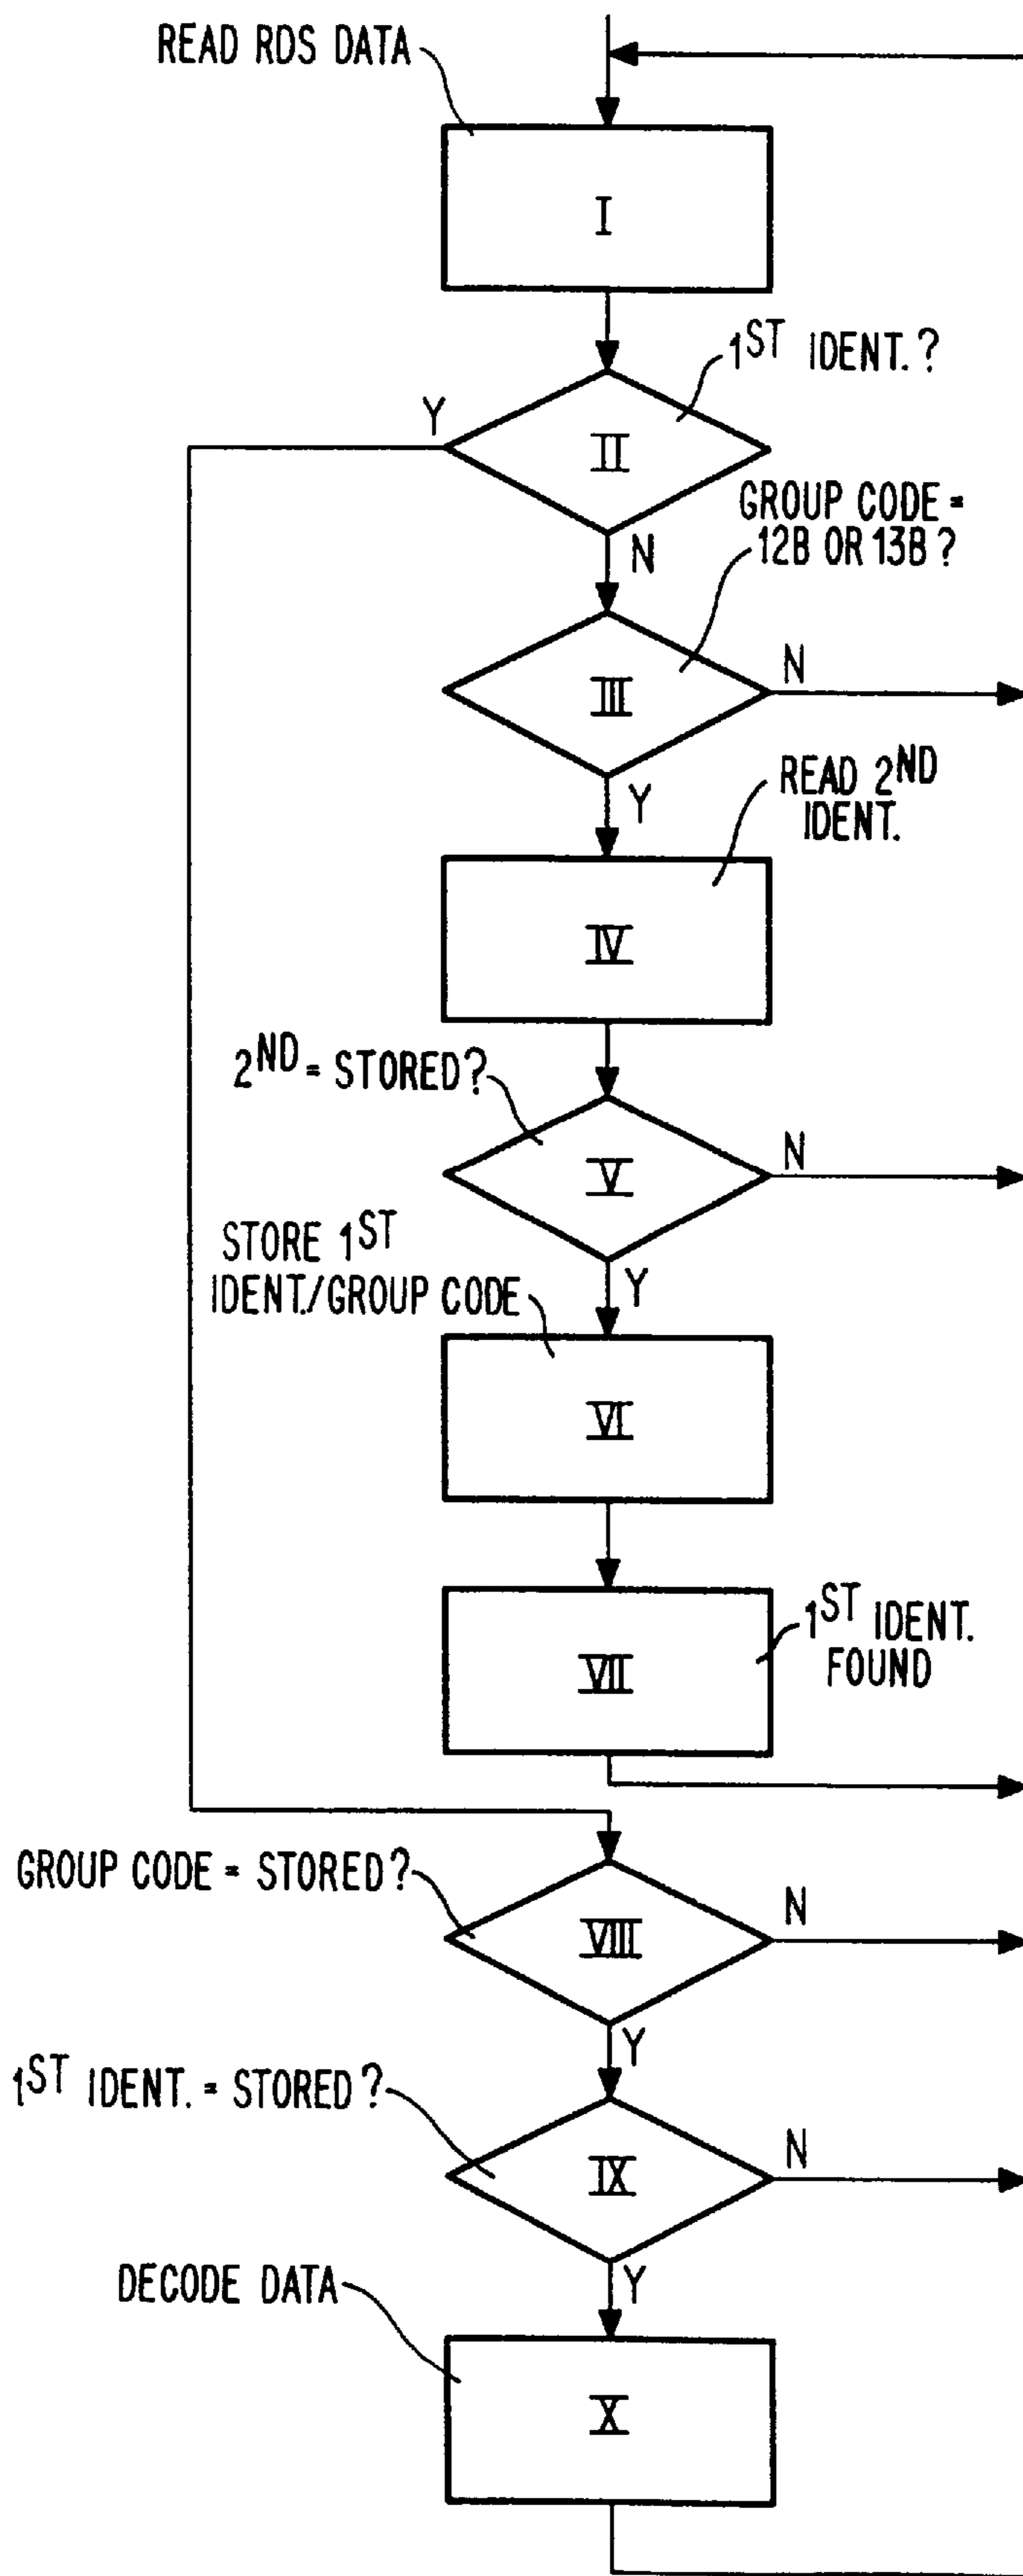 READ RDS DATA
I
1ST IDENT.?
Y
II
GROUP CODE =
12B OR 13B?
N
N
III
READ 2ND
IDENT.
Y
IV
2ND = STORED?
N
V
STORE 1ST
IDENT./GROUP CODE
Y
VI
1ST IDENT.
FOUND
VII
GROUP CODE = STORED?
N
VIII
Y
1ST IDENT. = STORED?
N
IX
Y
DECODE DATA
X